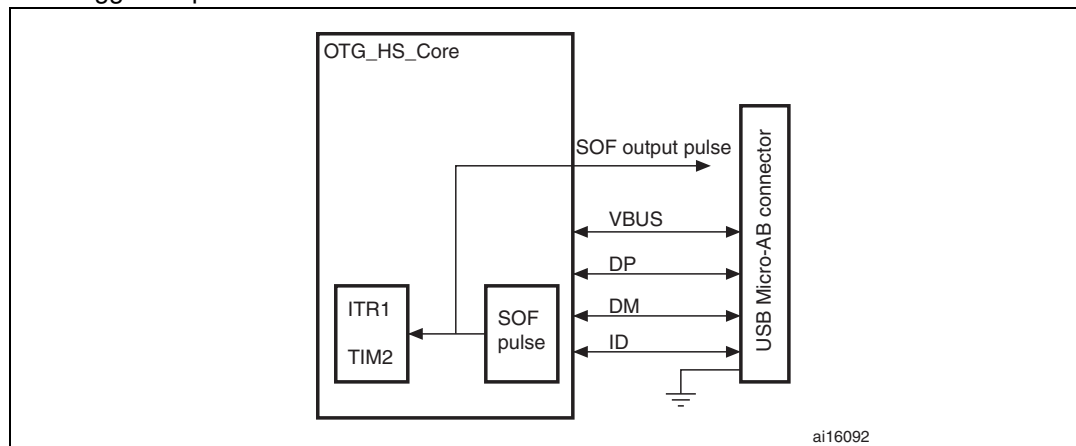 OTG_HS_Core
SOF output pulse
VBUS
DP
DM
ID
ITR1
TIM2
SOF
pulse
USB Micro-AB connector
ai16092